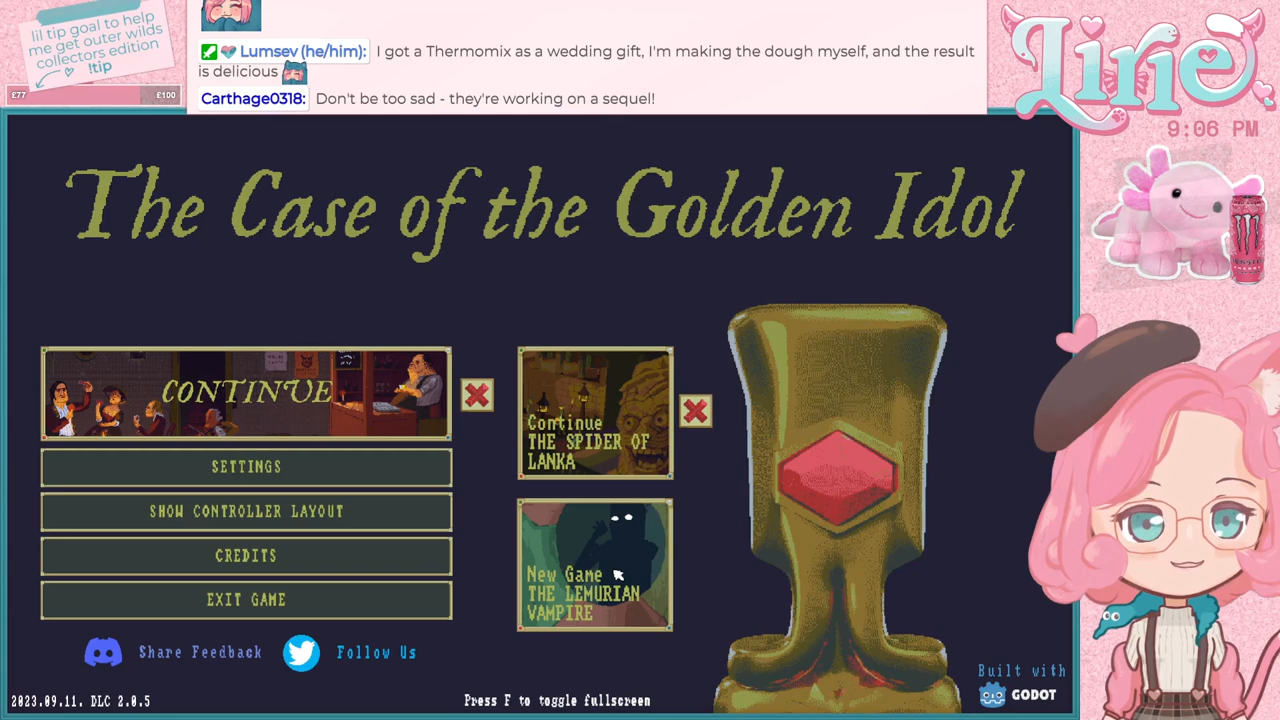 lil tip goal to help
me get outer wilds
collectors edition
!tip
£77
£100
Lumsev (he/him): I got a Thermomix as a wedding gift, I'm making the dough myself, and the result
is delicious
Carthage0318: Don't be too sad - they're working on a sequel!
Lirie
9:06 PM
The Case of the Golden Idol
CONTINUE
SETTINGS
SHOW CONTROLLER LAYOUT
CREDITS
EXIT GAME
Share Feedback
Follow Us
Continue
THE SPIDER OF
LANKA
New Game
THE LEMURIAN
VAMPIRE
Built with
GODOT
2023.09.11. DLC 2.0.5
Press F to toggle fullscreen